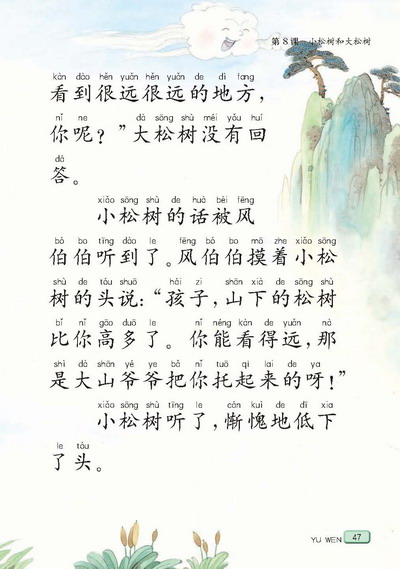 第8课 小松树和大松树
kàn dào hěn yuǎn hěn yuǎn de dì fang
看到很远很远的地方，
nǐ ne dà sōng shù méi yǒu huí
你呢？”大松树没有回
dá
答。
xiǎo sōng shù de huà bèi fēng
小松树的话被风
bó bo tīng dào le fēng bó bo mō zhe xiǎo sōng
伯伯听到了。风伯伯摸着小松
shù de tóu shuō hái zi shān xià de sōng shù
树的头说：“孩子，山下的松树
bǐ nǐ gāo duō le nǐ néng kàn de yuǎn nà
比你高多了。你能看得远，那
shì dà shān yé ye bǎ nǐ tuō qǐ lai de ya
是大山爷爷把你托起来的呀！”
xiǎo sōng shù tīng le cán kuì de dī xià
小松树听了，惭愧地低下
le tóu
了头。
YU WEN 47